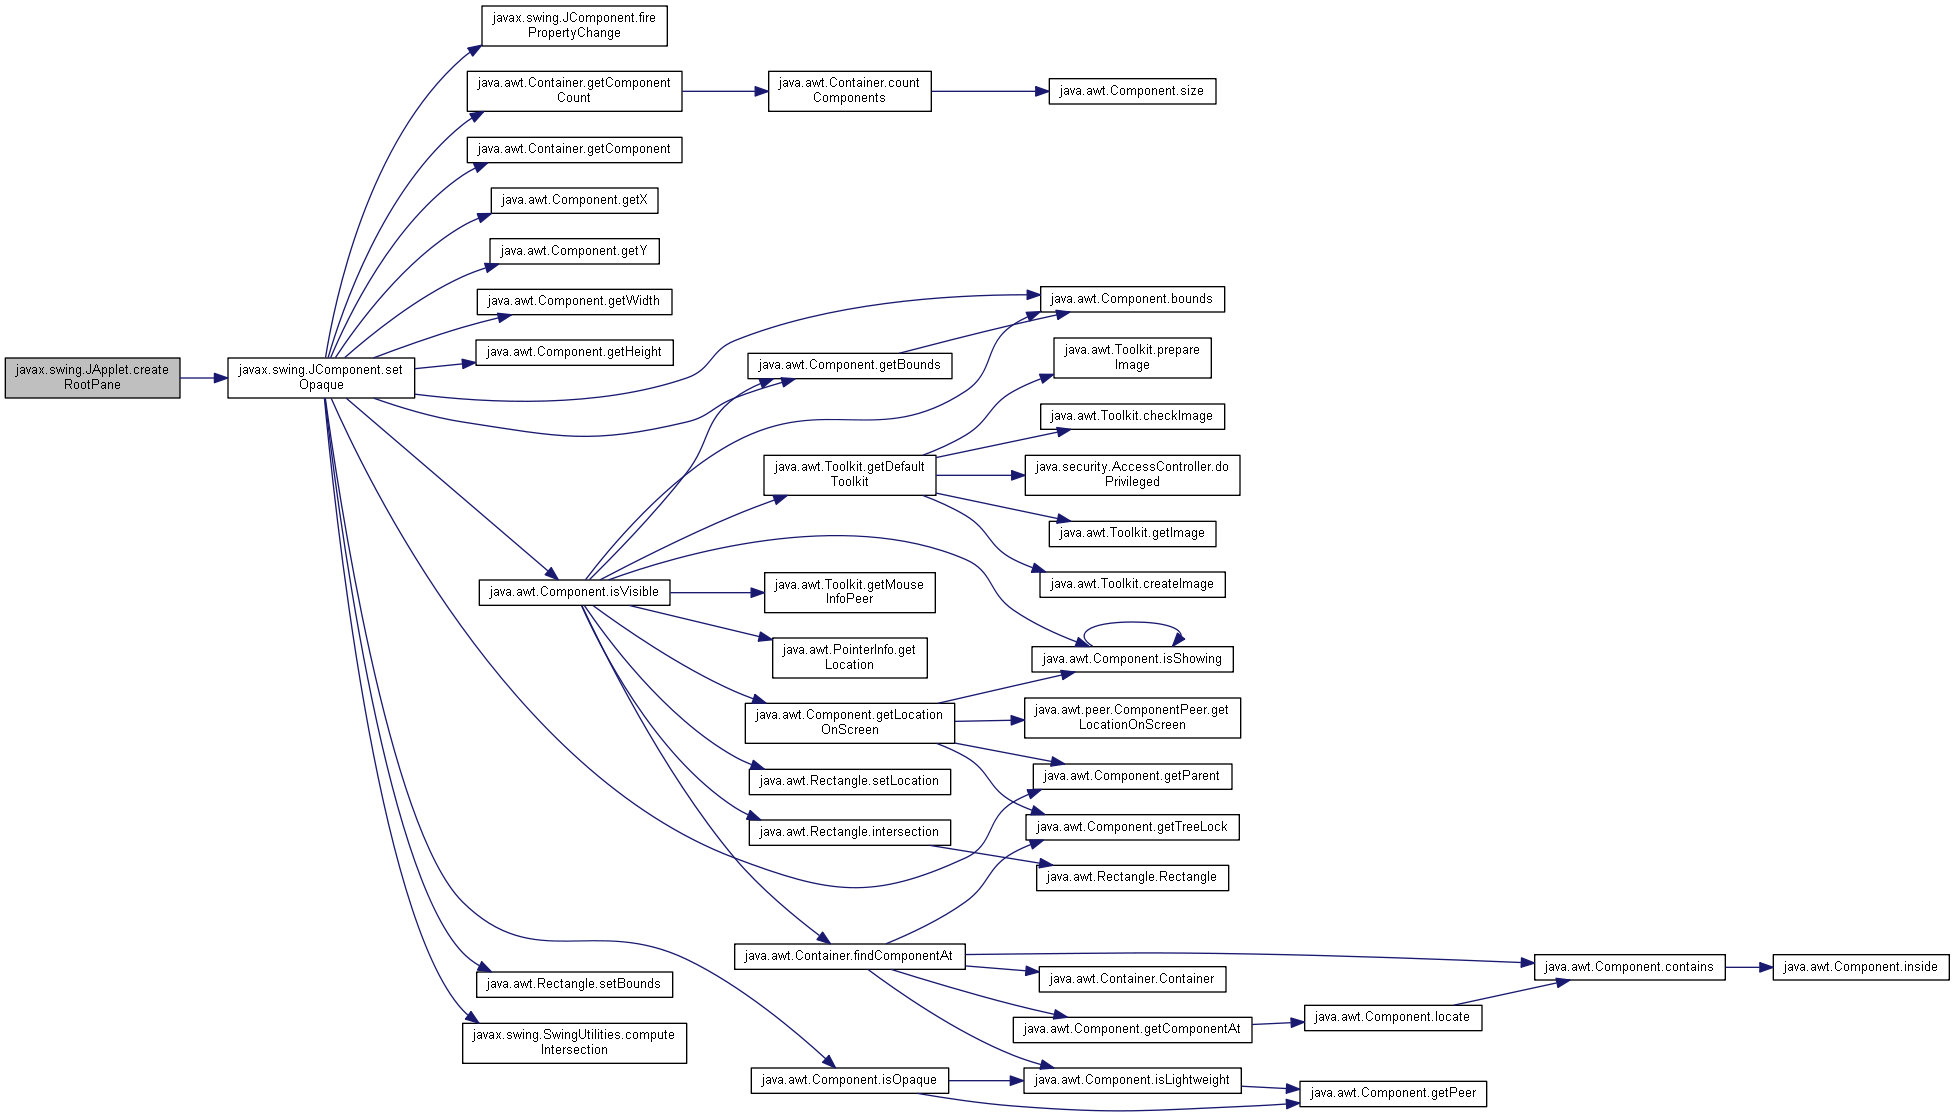 javax.swing.JComponent.fire
PropertyChange
java.awt.Container.getComponent
Count
java.awt.Container.count
Components
java.awt.Component.size
java.awt.Container.getComponent
java.awt.Component.getX
java.awt.Component.getY
java.awt.Component.getWidth
java.awt.Component.bounds
java.awt.Component.getHeight
java.awt.Component.getBounds
java.awt.Toolkit.prepare
Image
javax.swing.JApplet.create
RootPane
javax.swing.JComponent.set
Opaque
java.awt.Toolkit.checkImage
java.awt.Toolkit.getDefault
Toolkit
java.security.AccessController.do
Privileged
java.awt.Toolkit.getImage
java.awt.Toolkit.createImage
java.awt.Component.isVisible
java.awt.Toolkit.getMouse
InfoPeer
java.awt.PointerInfo.get
Location
java.awt.Component.isShowing
java.awt.Component.getLocation
OnScreen
java.awt.peer.ComponentPeer.get
LocationOnScreen
java.awt.Rectangle.setLocation
java.awt.Component.getParent
java.awt.Rectangle.intersection
java.awt.Component.getTreeLock
java.awt.Rectangle.Rectangle
java.awt.Container.findComponentAt
java.awt.Component.contains
java.awt.Component.inside
java.awt.Rectangle.setBounds
java.awt.Container.Container
java.awt.Component.locate
javax.swing.SwingUtilities.compute
Intersection
java.awt.Component.getComponentAt
java.awt.Component.isOpaque
java.awt.Component.isLightweight
java.awt.Component.getPeer